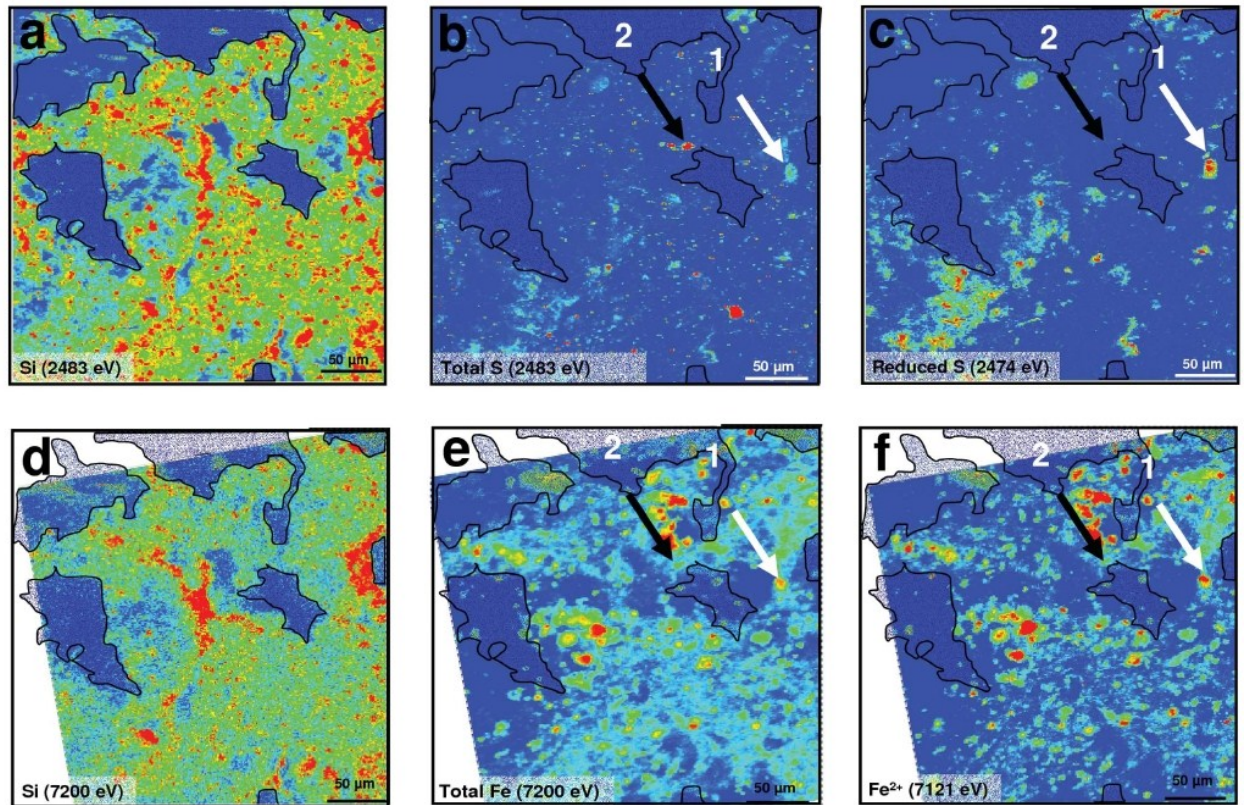 a
Si (2483 eV)
50 µm
b
2
1
Total S (2483 eV)
50 µm
c
2
1
Reduced S (2474 eV)
50 µm
d
Si (7200 eV)
50 µm
e
2
1
Total Fe (7200 eV)
50 µm
f
2
1
Fe²⁺ (7121 eV)
50 µm